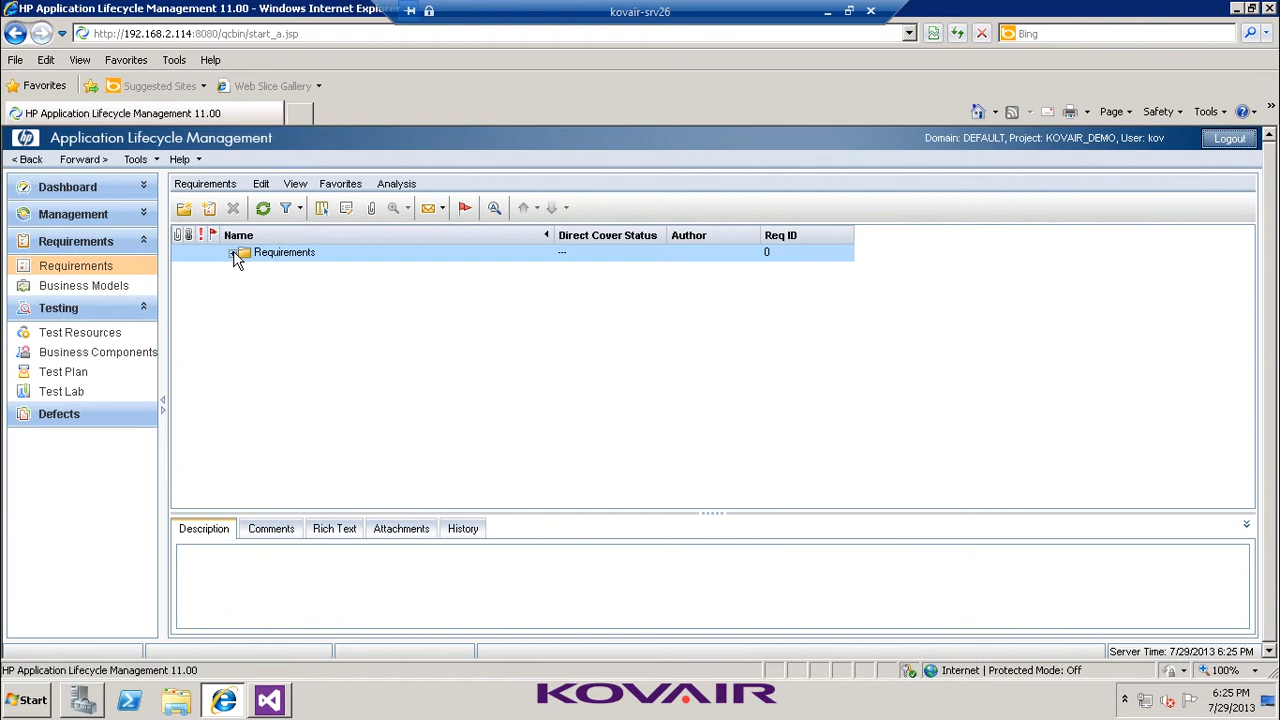 HP Application Lifecycle Management 11.00 - Windows Internet Explorer
kovair-srv26
http://192.168.2.114:8080/qcbin/start_a.jsp
Bing
File Edit View Favorites Tools Help
Favorites Suggested Sites Web Slice Gallery
HP Application Lifecycle Management 11.00
Page Safety Tools
hp Application Lifecycle Management Domain: DEFAULT, Project: KOVAIR_DEMO, User: kov Logout
< Back Forward > Tools Help
Dashboard
Management
Requirements
Requirements
Business Models
Testing
Test Resources
Business Components
Test Plan
Test Lab
Defects
Requirements Edit View Favorites Analysis
Name Direct Cover Status Author Req ID
Requirements --- 0
Description Comments Rich Text Attachments History
Server Time: 7/29/2013 6:25 PM
HP Application Lifecycle Management 11.00 Internet | Protected Mode: Off 100%
Start KOVAIR 6:25 PM
7/29/2013